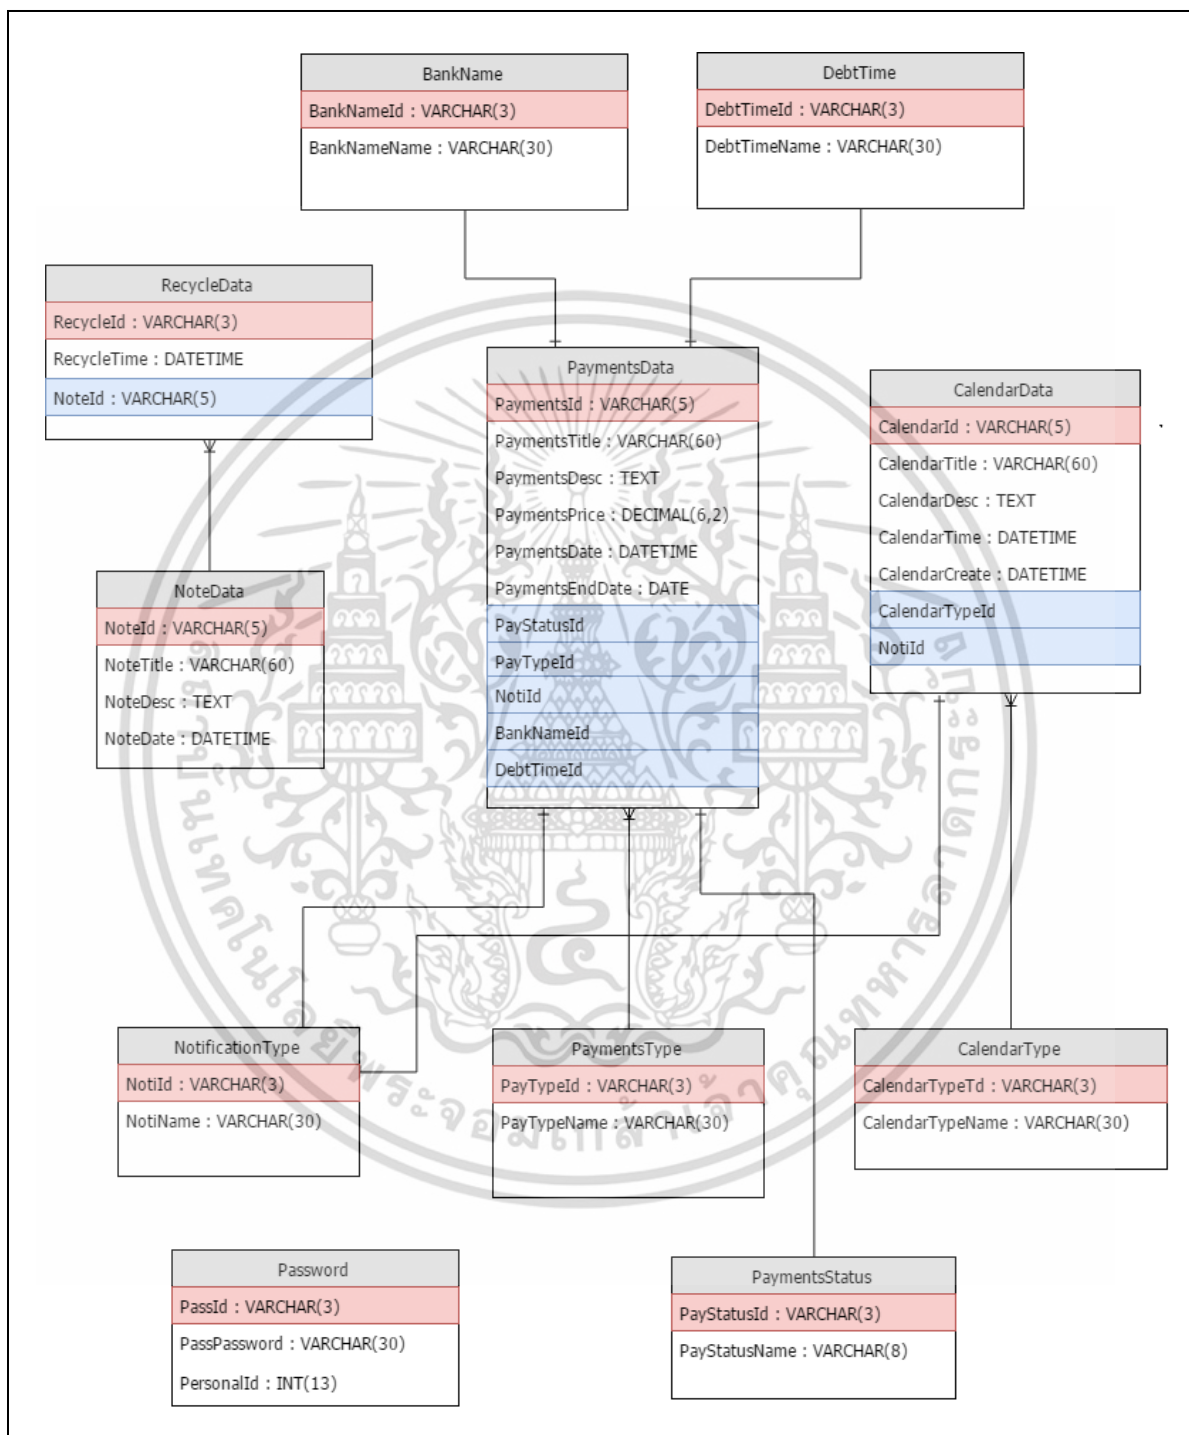 BankName
BankNameId : VARCHAR(3)
BankNameName : VARCHAR(30)
DebtTime
DebtTimeId : VARCHAR(3)
DebtTimeName : VARCHAR(30)
RecycleData
RecycleId : VARCHAR(3)
RecycleTime : DATETIME
NoteId : VARCHAR(5)
PaymentsData
PaymentsId : VARCHAR(5)
PaymentsTitle : VARCHAR(60)
PaymentsDesc : TEXT
PaymentsPrice : DECIMAL(6,2)
PaymentsDate : DATETIME
PaymentsEndDate : DATE
PayStatusId
PayTypeId
NotiId
BankNameId
DebtTimeId
CalendarData
CalendarId : VARCHAR(5)
CalendarTitle : VARCHAR(60)
CalendarDesc : TEXT
CalendarTime : DATETIME
CalendarCreate : DATETIME
CalendarTypeId
NotiId
NoteData
NoteId : VARCHAR(5)
NoteTitle : VARCHAR(60)
NoteDesc : TEXT
NoteDate : DATETIME
NotificationType
NotiId : VARCHAR(3)
NotiName : VARCHAR(30)
PaymentsType
PayTypeId : VARCHAR(3)
PayTypeName : VARCHAR(30)
CalendarType
CalendarTypeTd : VARCHAR(3)
CalendarTypeName : VARCHAR(30)
Password
PassId : VARCHAR(3)
PassPassword : VARCHAR(30)
PersonalId : INT(13)
PaymentsStatus
PayStatusId : VARCHAR(3)
PayStatusName : VARCHAR(8)